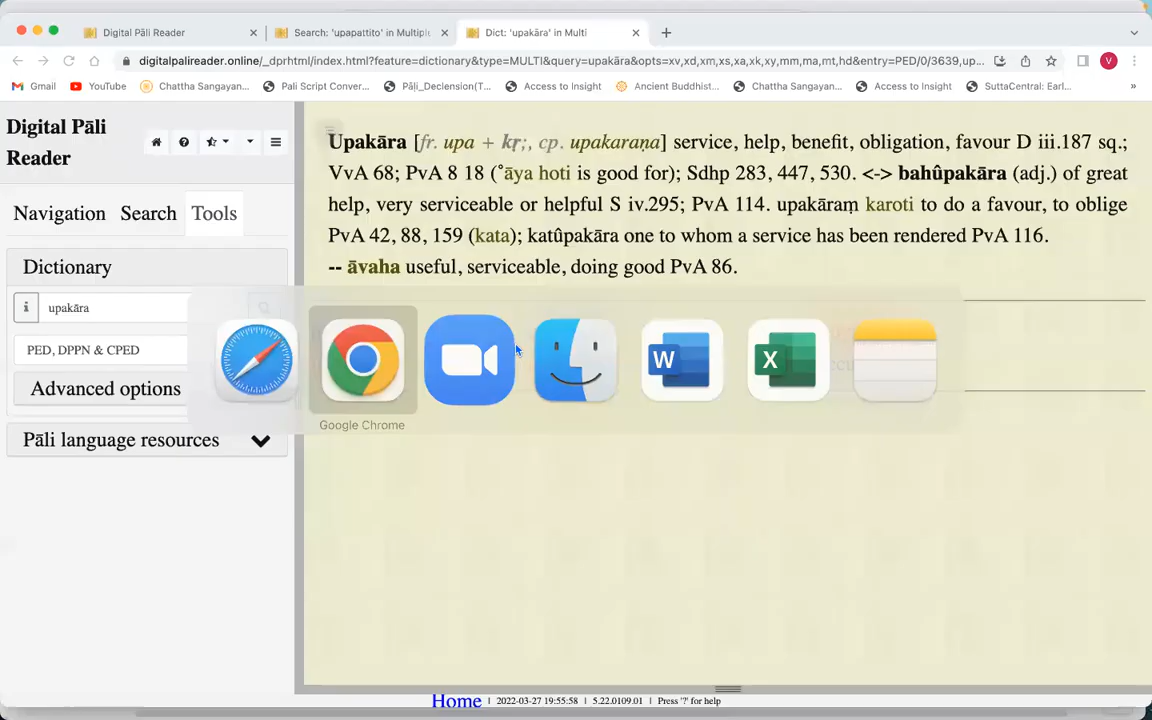 Digital Pāli Reader
Search: 'upapattito' in Multiple
Dict: 'upakāra' in Multi
digitalpalireader.online/_dprhtml/index.html?feature=dictionary&type=MULTI&query=upakāra&opts=xv,xd,xm,xs,xa,xk,xy,mm,ma,mt,hd&entry=PED/0/3639,up...
V
Gmail
YouTube
Chattha Sangayan...
Pali Script Conver...
Pāḷi_Declension(T...
Access to Insight
Ancient Buddhist...
Chattha Sangayan...
Access to Insight
SuttaCentral: Earl...
»
Digital Pāli
Reader
Navigation
Search
Tools
Dictionary
i
upakāra
PED, DPPN & CPED
Advanced options
Pāli language resources
Upakāra [fr. upa + kṛ;, cp. upakaraṇa] service, help, benefit, obligation, favour D iii.187 sq.;
VvA 68; PvA 8 18 (˚āya hoti is good for); Sdhp 283, 447, 530. <-> bahûpakāra (adj.) of great
help, very serviceable or helpful S iv.295; PvA 114. upakāraṃ karoti to do a favour, to oblige
PvA 42, 88, 159 (kata); katûpakāra one to whom a service has been rendered PvA 116.
-- āvaha useful, serviceable, doing good PvA 86.
W
X
Google Chrome
Home | 2022-03-27 19:55:58 | 5.22.0109.01 | Press '?' for help